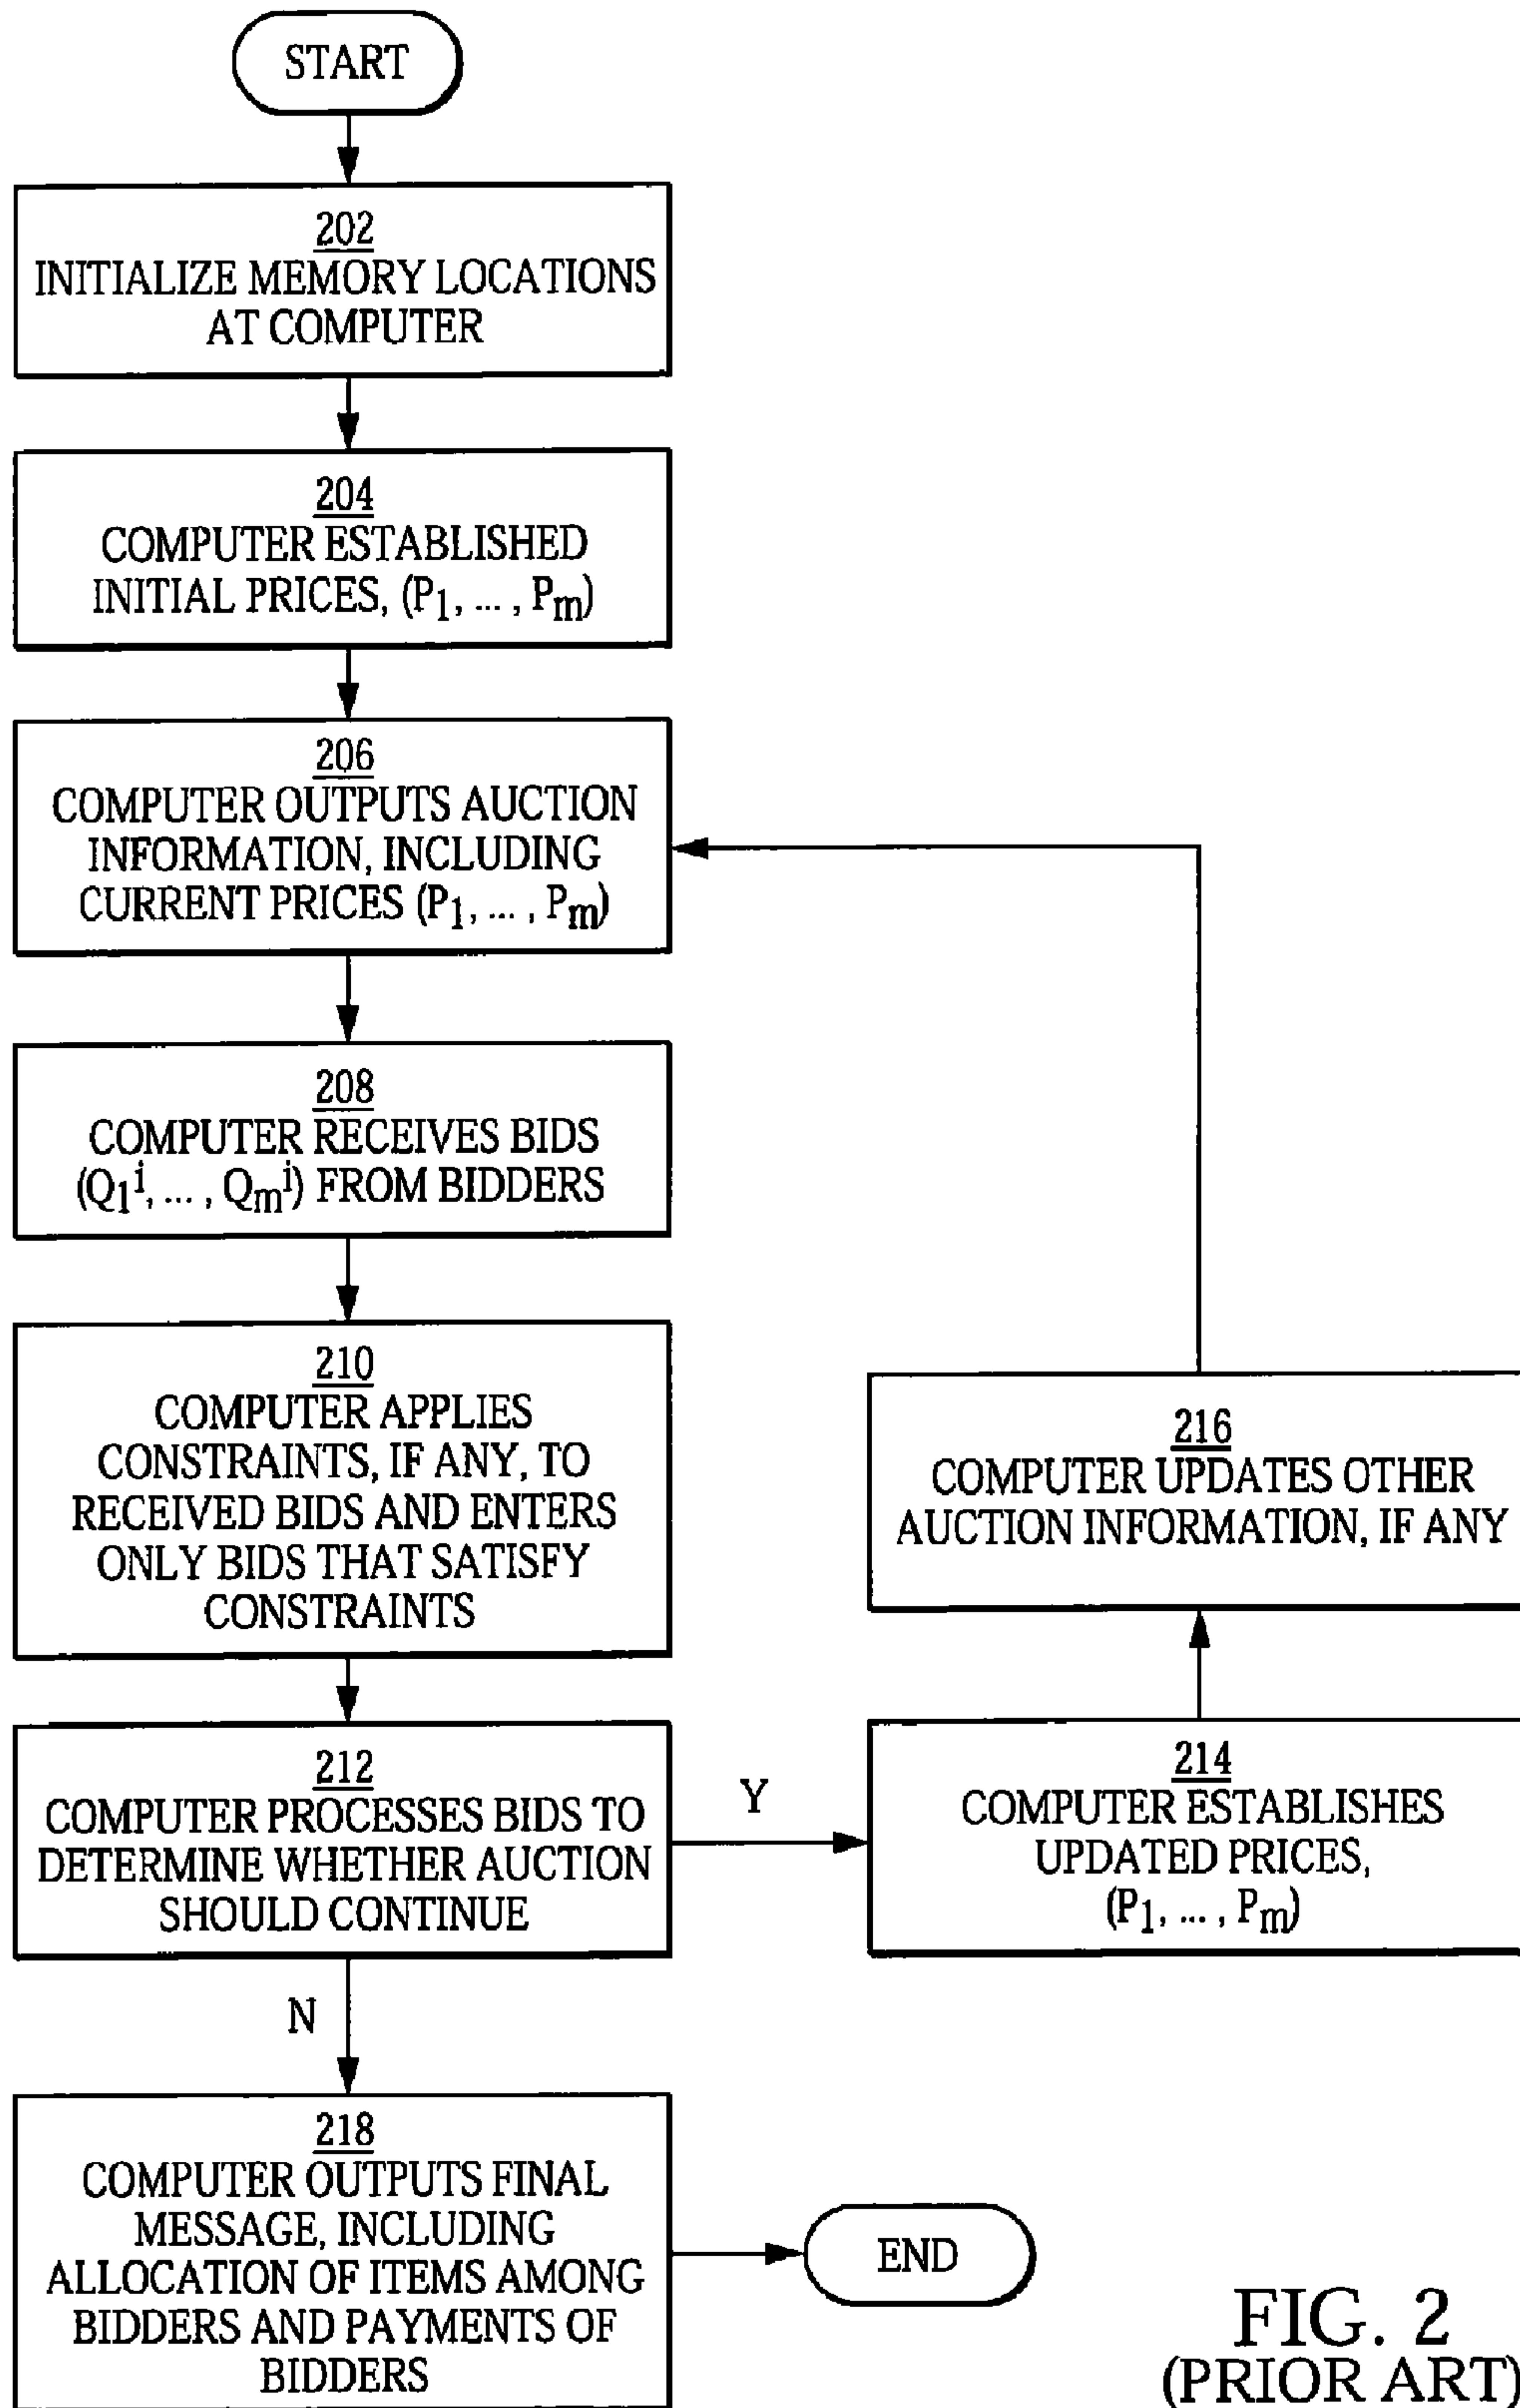 START
202
INITIALIZE MEMORY LOCATIONS
AT COMPUTER
204
COMPUTER ESTABLISHED
INITIAL PRICES, (P₁, ... , Pₘ)
206
COMPUTER OUTPUTS AUCTION
INFORMATION, INCLUDING
CURRENT PRICES (P₁, ... , Pₘ)
208
COMPUTER RECEIVES BIDS
(Q₁ⁱ, ... , Qₘⁱ) FROM BIDDERS
210
COMPUTER APPLIES
CONSTRAINTS, IF ANY, TO
RECEIVED BIDS AND ENTERS
ONLY BIDS THAT SATISFY
CONSTRAINTS
212
COMPUTER PROCESSES BIDS TO
DETERMINE WHETHER AUCTION
SHOULD CONTINUE
Y
214
COMPUTER ESTABLISHES
UPDATED PRICES,
(P₁, ... , Pₘ)
216
COMPUTER UPDATES OTHER
AUCTION INFORMATION, IF ANY
N
218
COMPUTER OUTPUTS FINAL
MESSAGE, INCLUDING
ALLOCATION OF ITEMS AMONG
BIDDERS AND PAYMENTS OF
BIDDERS
END
FIG. 2
(PRIOR ART)